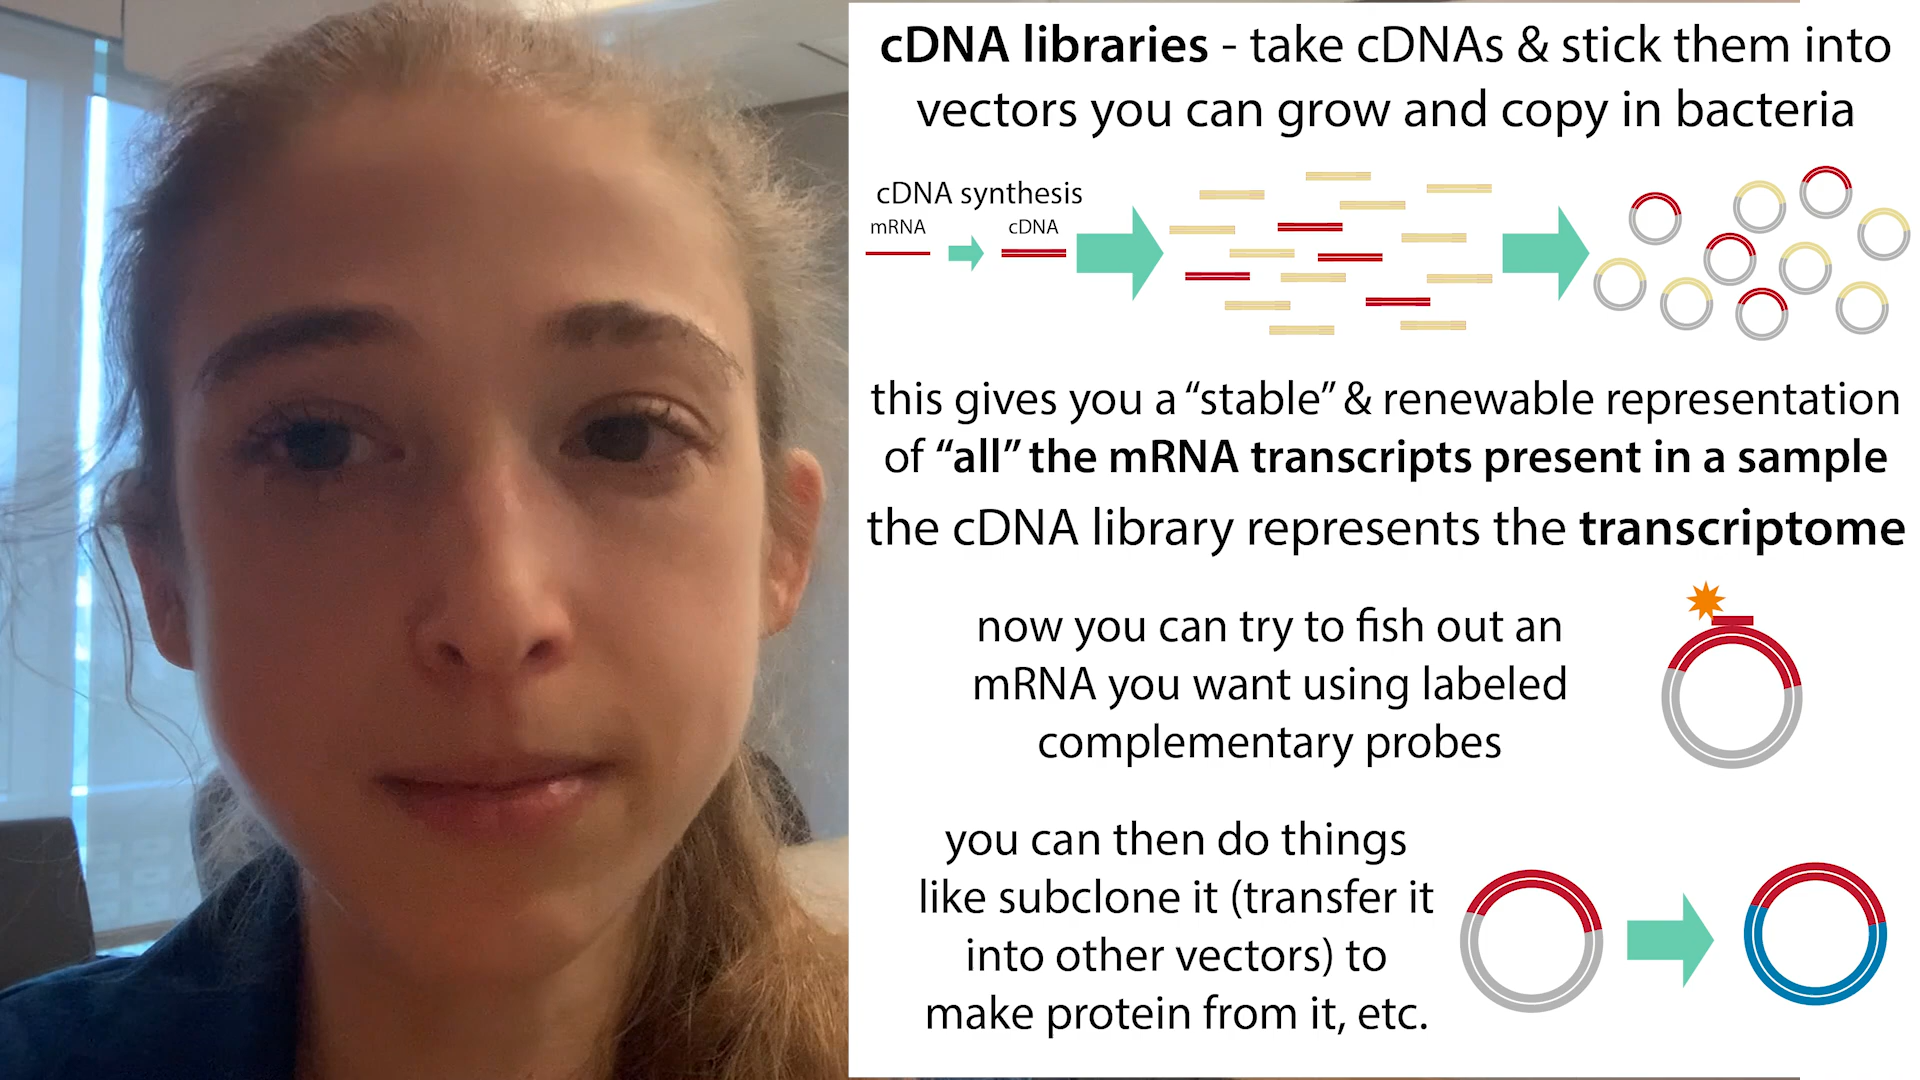 cDNA libraries - take cDNAs & stick them into
vectors you can grow and copy in bacteria
cDNA synthesis
mRNA
cDNA
this gives you a “stable” & renewable representation
of “all” the mRNA transcripts present in a sample
the cDNA library represents the transcriptome
now you can try to fish out an
mRNA you want using labeled
complementary probes
you can then do things
like subclone it (transfer it
into other vectors) to
make protein from it, etc.